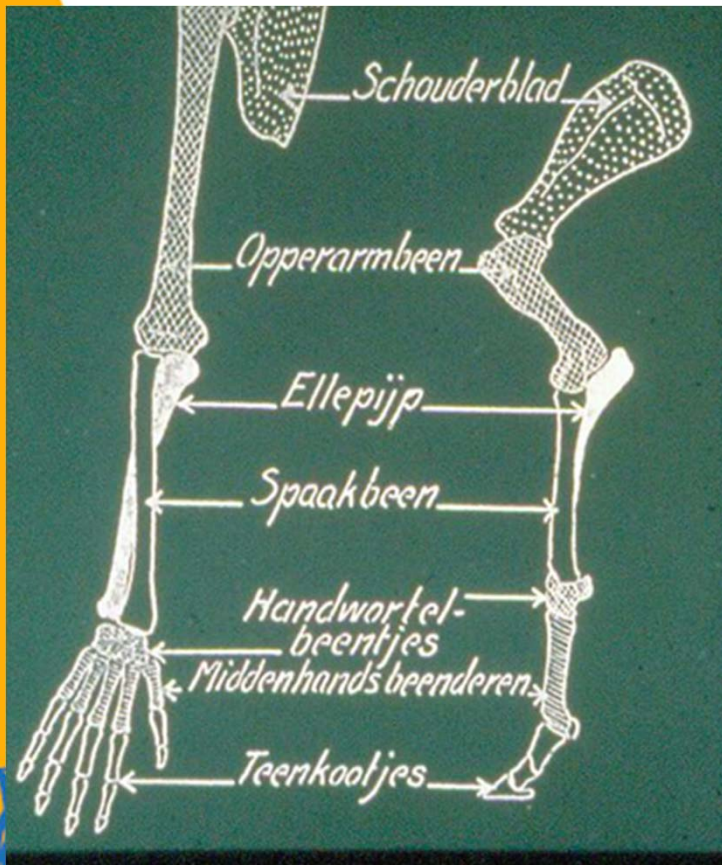 Schouderblad
Opperarmbeen
Ellepijp
Spaakbeen
Handwortel-
beentjes
Middenhandsbeenderen
Teenkootjes